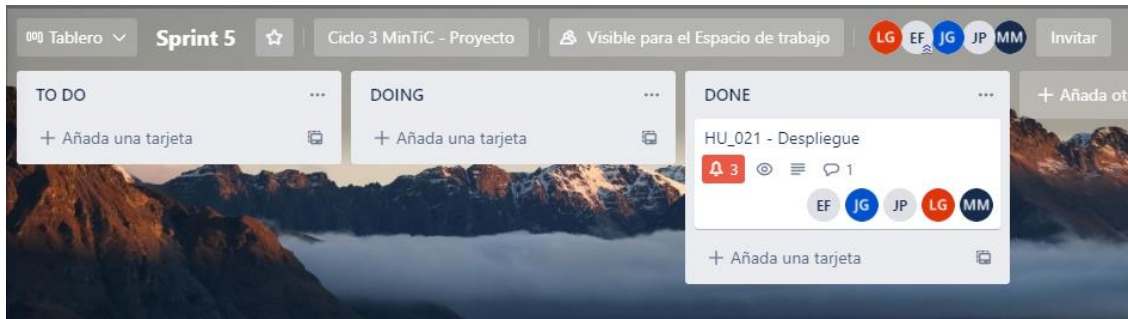 Tablero
Sprint 5
Ciclo 3 MinTiC - Proyecto
Visible para el Espacio de trabajo
LG EF JG JP MM
Invitar
TO DO
+ Añada una tarjeta
DOING
+ Añada una tarjeta
DONE
HU_021 - Despliegue
3
1
EF JG JP LG MM
+ Añada una tarjeta
+ Añada ot